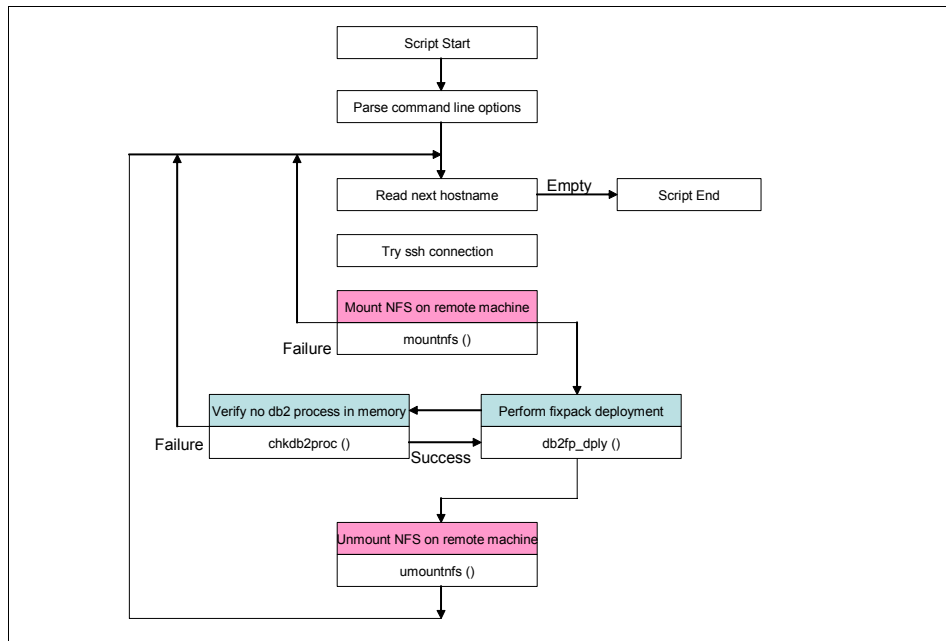 Script Start
Parse command line options
Read next hostname
Empty
Script End
Try ssh connection
Mount NFS on remote machine
mountnfs ()
Failure
Verify no db2 process in memory
Perform fixpack deployment
chkdb2proc ()
db2fp_dply ()
Failure
Success
Unmount NFS on remote machine
umountnfs ()